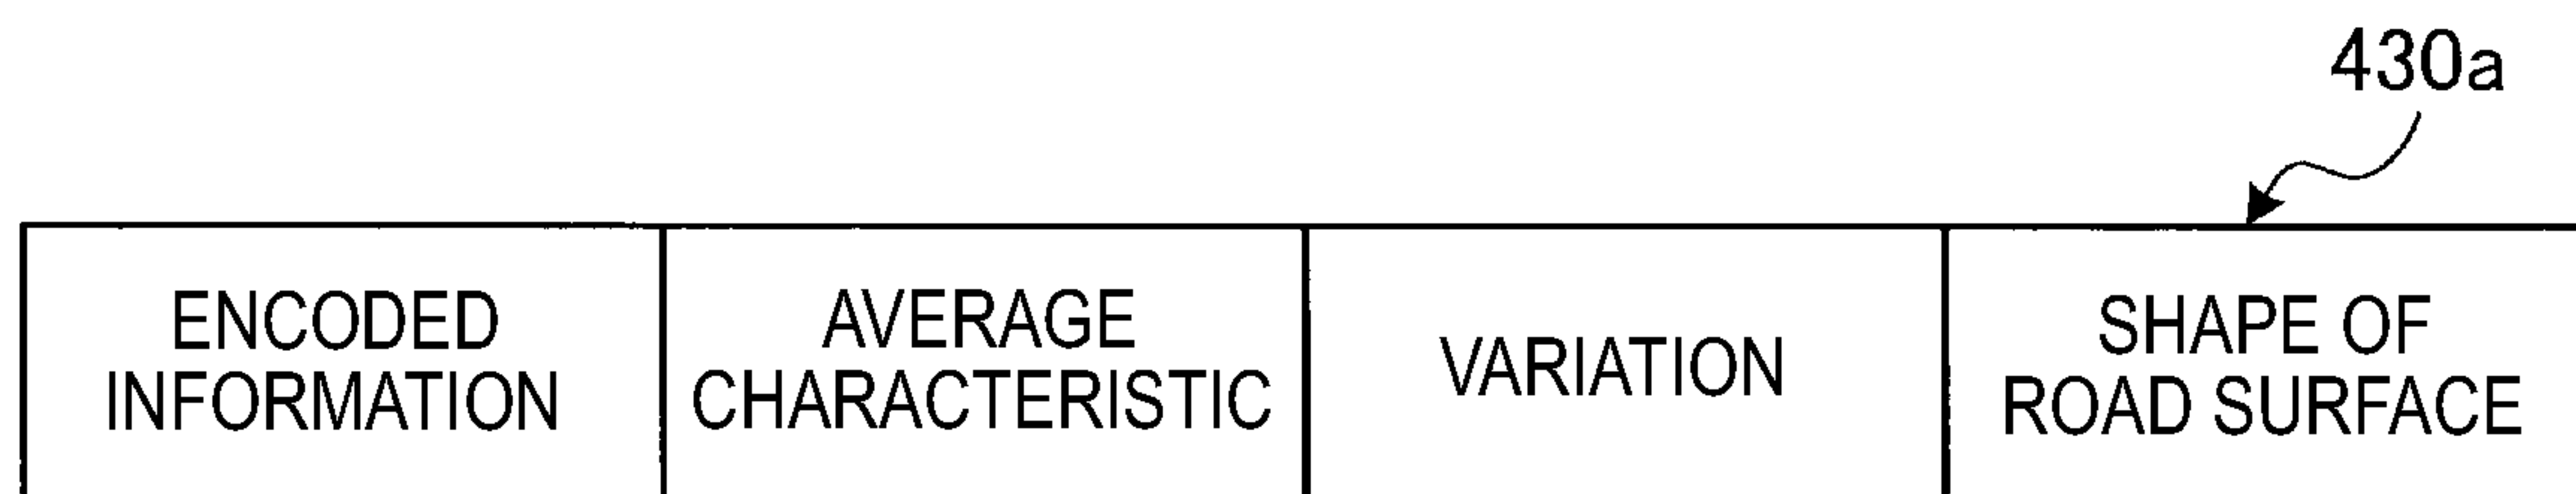 430a
ENCODED
INFORMATION
AVERAGE
CHARACTERISTIC
VARIATION
SHAPE OF
ROAD SURFACE